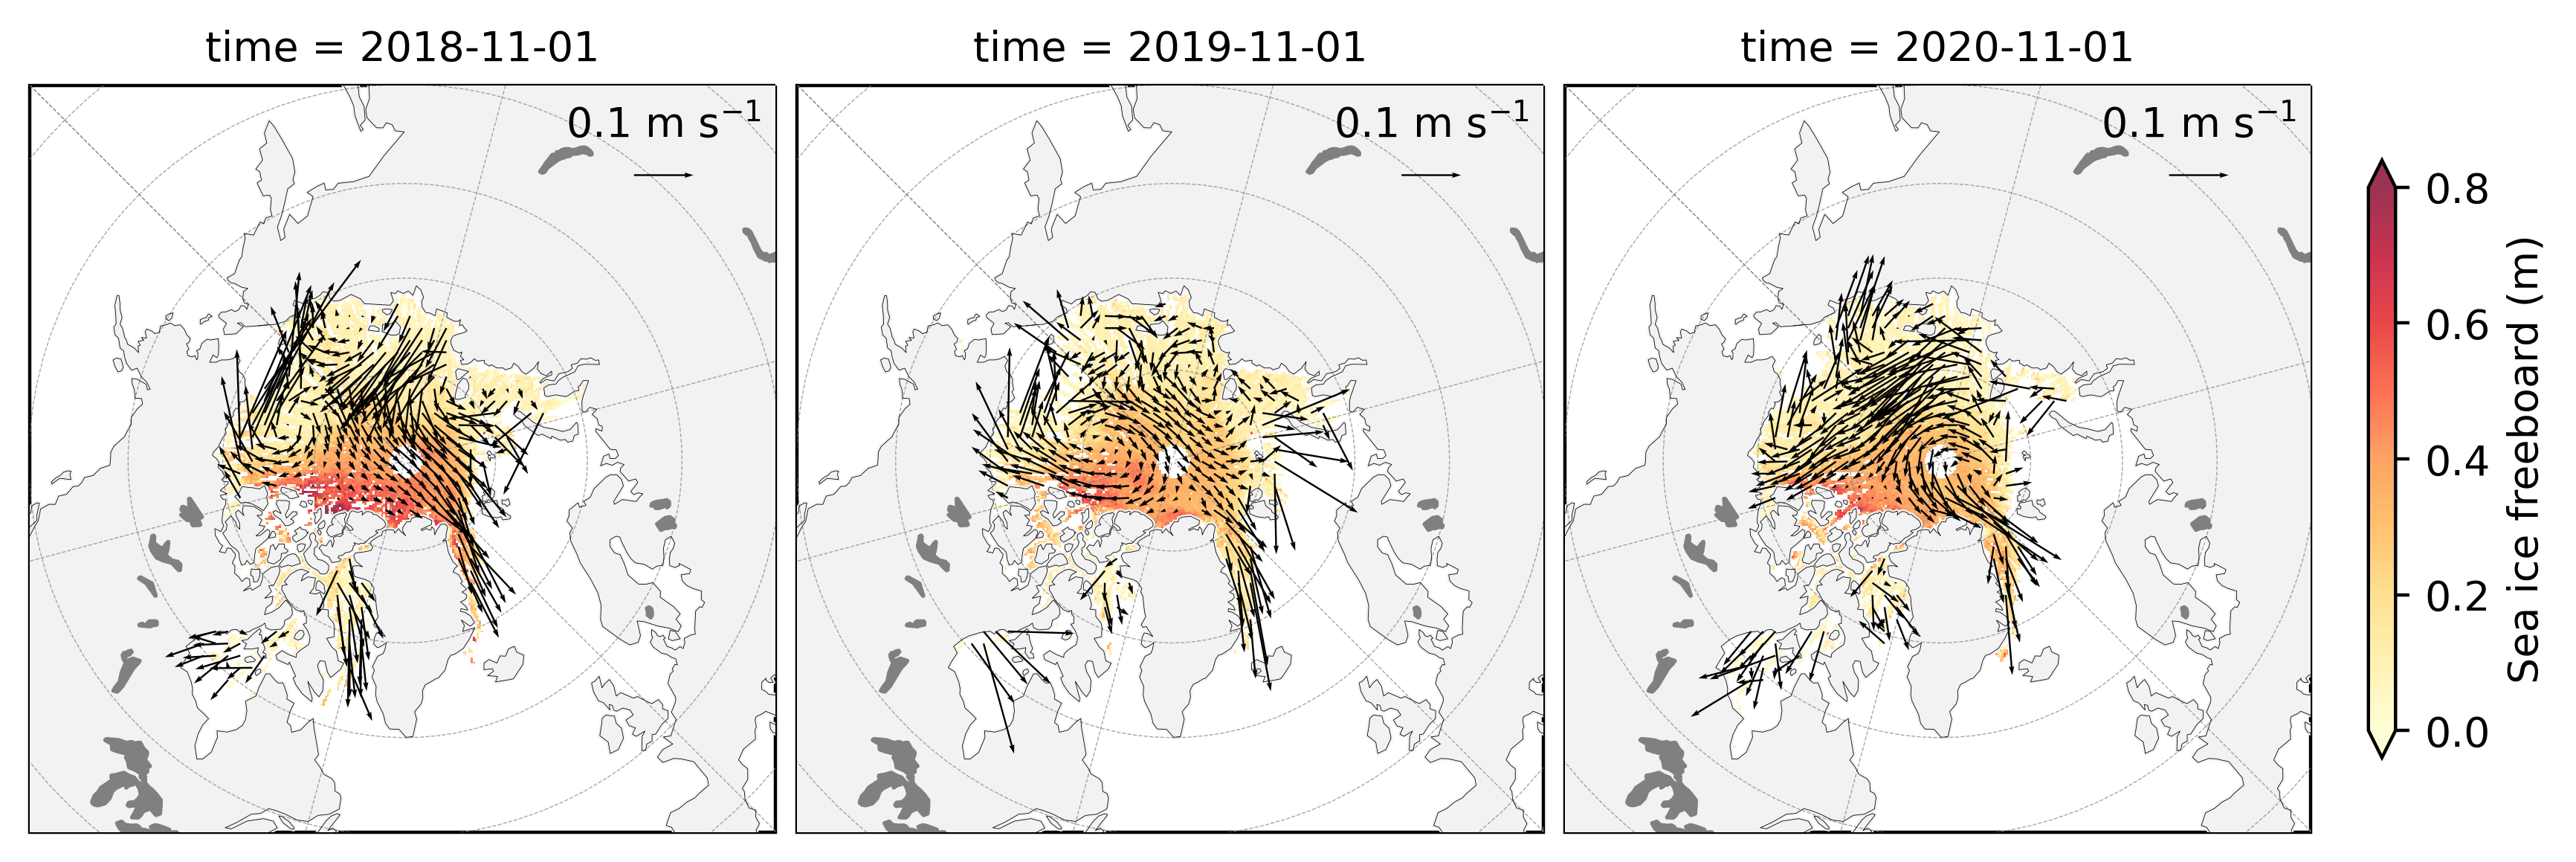 time = 2018-11-01
time = 2019-11-01
time = 2020-11-01
0.1 m s⁻¹
0.1 m s⁻¹
0.1 m s⁻¹
0.8
0.6
0.4
0.2
0.0
Sea ice freeboard (m)